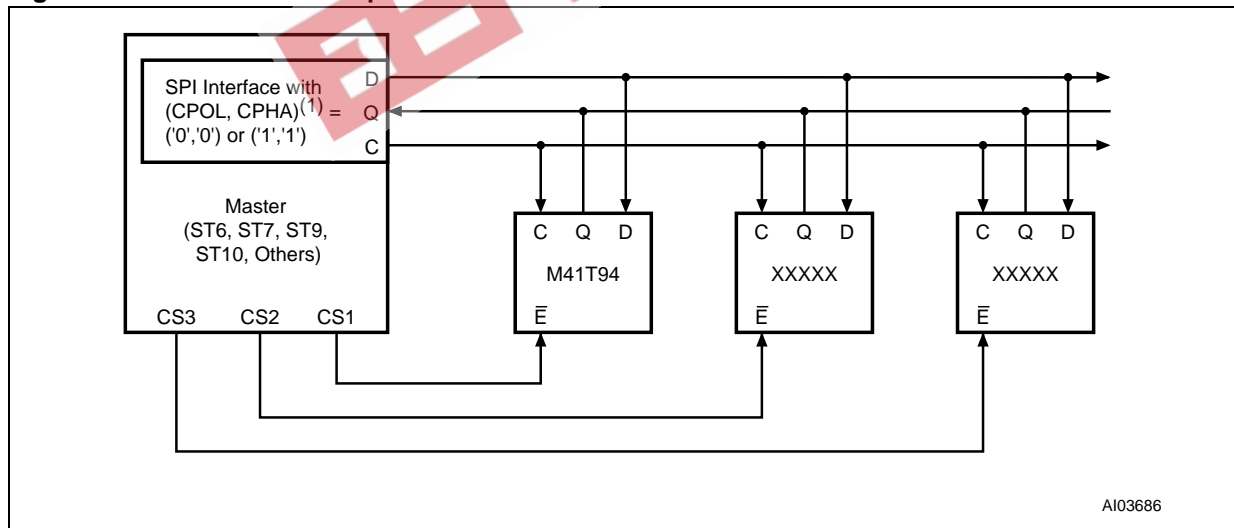 SPI Interface with
(CPOL, CPHA)(1) =
('0','0') or ('1','1')
D
Q
C
Master
(ST6, ST7, ST9,
ST10, Others)
CS3 CS2 CS1
C Q D
M41T94
E̅
C Q D
XXXXX
E̅
C Q D
XXXXX
E̅
AI03686